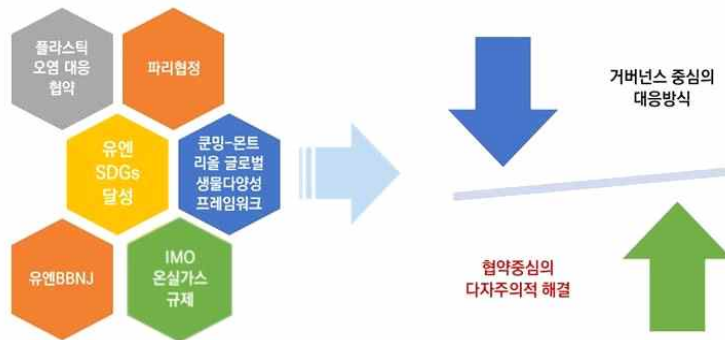 플라스틱
오염 대응
협약
파리협정
유엔
SDGs
달성
쿤밍-몬트
리올 글로벌
생물다양성
프레임워크
유엔BBNJ
IMO
온실가스
규제
거버넌스 중심의
대응방식
협약중심의
다자주의적 해결